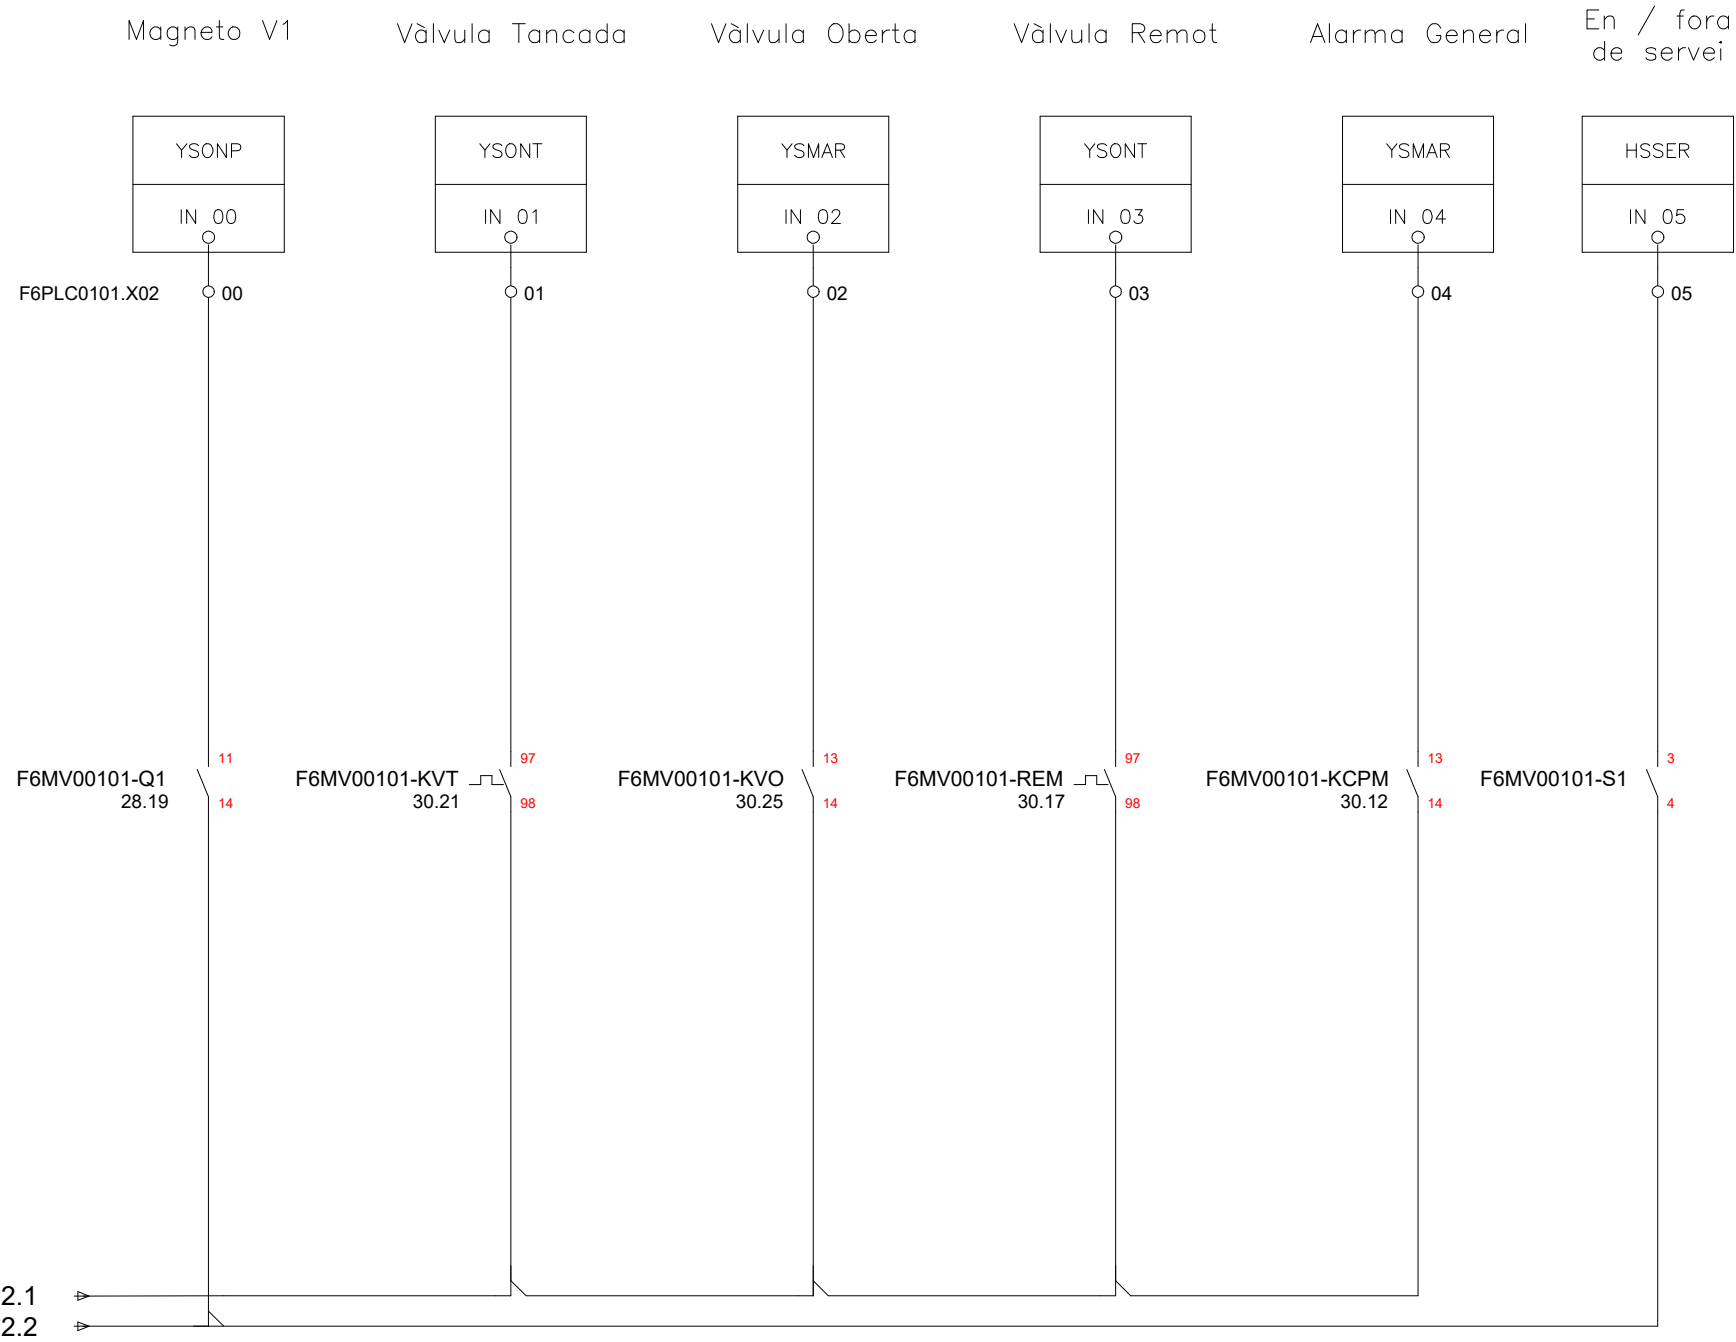 Magneto V1
Vàlvula Tancada
Vàlvula Oberta
Vàlvula Remot
Alarma General
En / fora
de servei
YSONP
YSONT
YSMAR
YSONT
YSMAR
HSSER
IN 00
IN 01
IN 02
IN 03
IN 04
IN 05
F6PLC0101.X02
00
01
02
03
04
05
11
F6MV00101-Q1
28.19
14
97
F6MV00101-KVT
30.21
98
13
F6MV00101-KVO
30.25
14
97
F6MV00101-REM
30.17
98
13
F6MV00101-KCPM
30.12
14
3
F6MV00101-S1
4
2.1
2.2